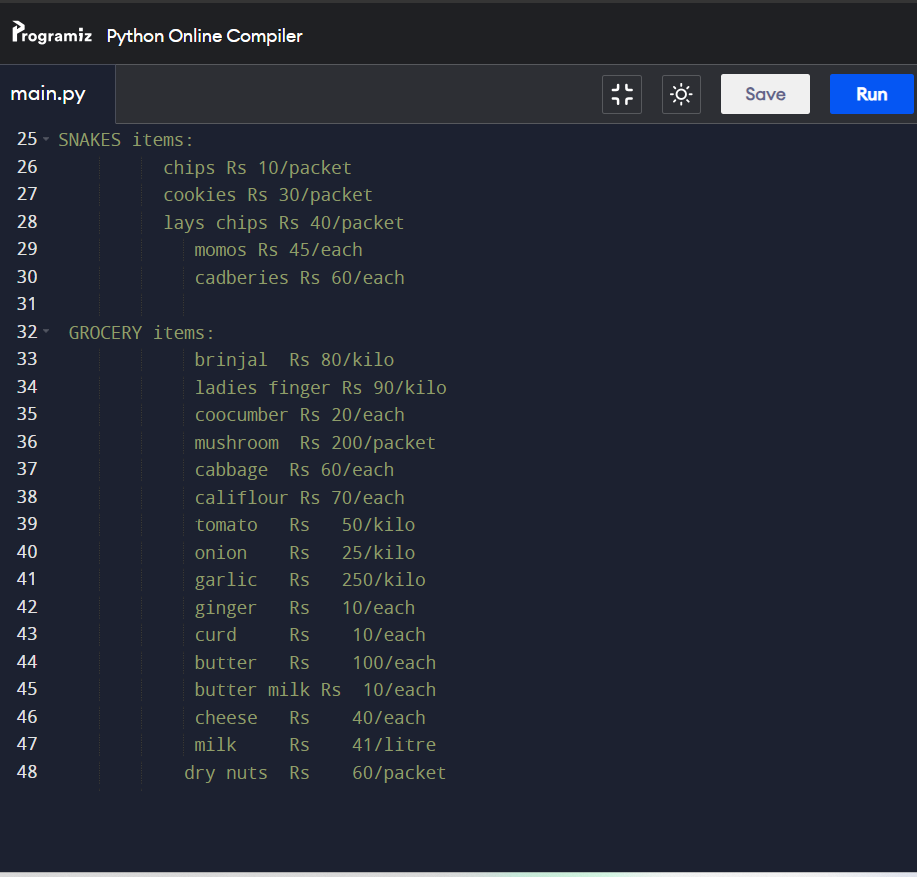 Programiz Python Online Compiler
main.py Save Run
25 SNAKES items:
26 chips Rs 10/packet
27 cookies Rs 30/packet
28 lays chips Rs 40/packet
29 momos Rs 45/each
30 cadberies Rs 60/each
31
32 GROCERY items:
33 brinjal Rs 80/kilo
34 ladies finger Rs 90/kilo
35 coocumber Rs 20/each
36 mushroom Rs 200/packet
37 cabbage Rs 60/each
38 califlour Rs 70/each
39 tomato Rs 50/kilo
40 onion Rs 25/kilo
41 garlic Rs 250/kilo
42 ginger Rs 10/each
43 curd Rs 10/each
44 butter Rs 100/each
45 butter milk Rs 10/each
46 cheese Rs 40/each
47 milk Rs 41/litre
48 dry nuts Rs 60/packet